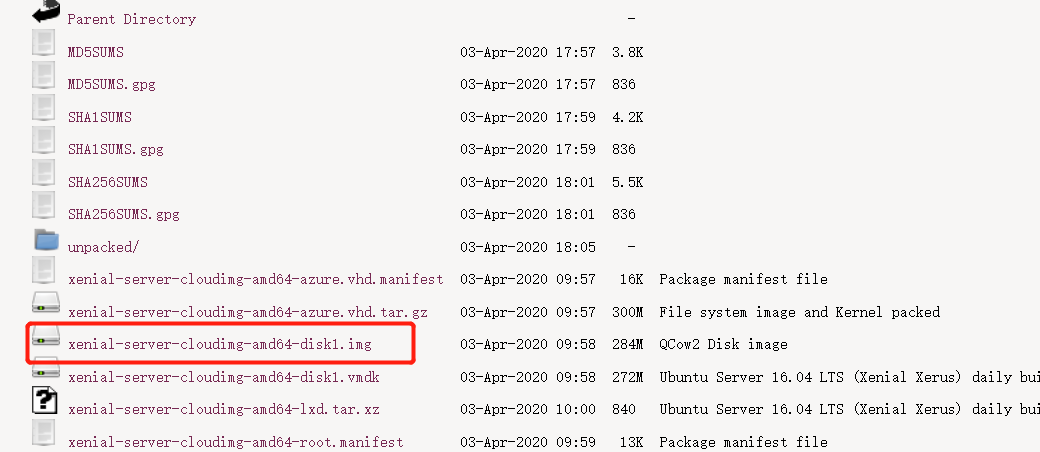 Parent Directory -
MD5SUMS 03-Apr-2020 17:57 3.8K
MD5SUMS.gpg 03-Apr-2020 17:57 836
SHA1SUMS 03-Apr-2020 17:59 4.2K
SHA1SUMS.gpg 03-Apr-2020 17:59 836
SHA256SUMS 03-Apr-2020 18:01 5.5K
SHA256SUMS.gpg 03-Apr-2020 18:01 836
unpacked/ 03-Apr-2020 18:05 -
xenial-server-cloudimg-amd64-azure.vhd.manifest 03-Apr-2020 09:57 16K Package manifest file
xenial-server-cloudimg-amd64-azure.vhd.tar.gz 03-Apr-2020 09:57 300M File system image and Kernel packed
xenial-server-cloudimg-amd64-disk1.img 03-Apr-2020 09:58 284M QCow2 Disk image
xenial-server-cloudimg-amd64-disk1.vmdk 03-Apr-2020 09:58 272M Ubuntu Server 16.04 LTS (Xenial Xerus) daily bui
xenial-server-cloudimg-amd64-lxd.tar.xz 03-Apr-2020 10:00 840 Ubuntu Server 16.04 LTS (Xenial Xerus) daily bui
xenial-server-cloudimg-amd64-root.manifest 03-Apr-2020 09:59 13K Package manifest file